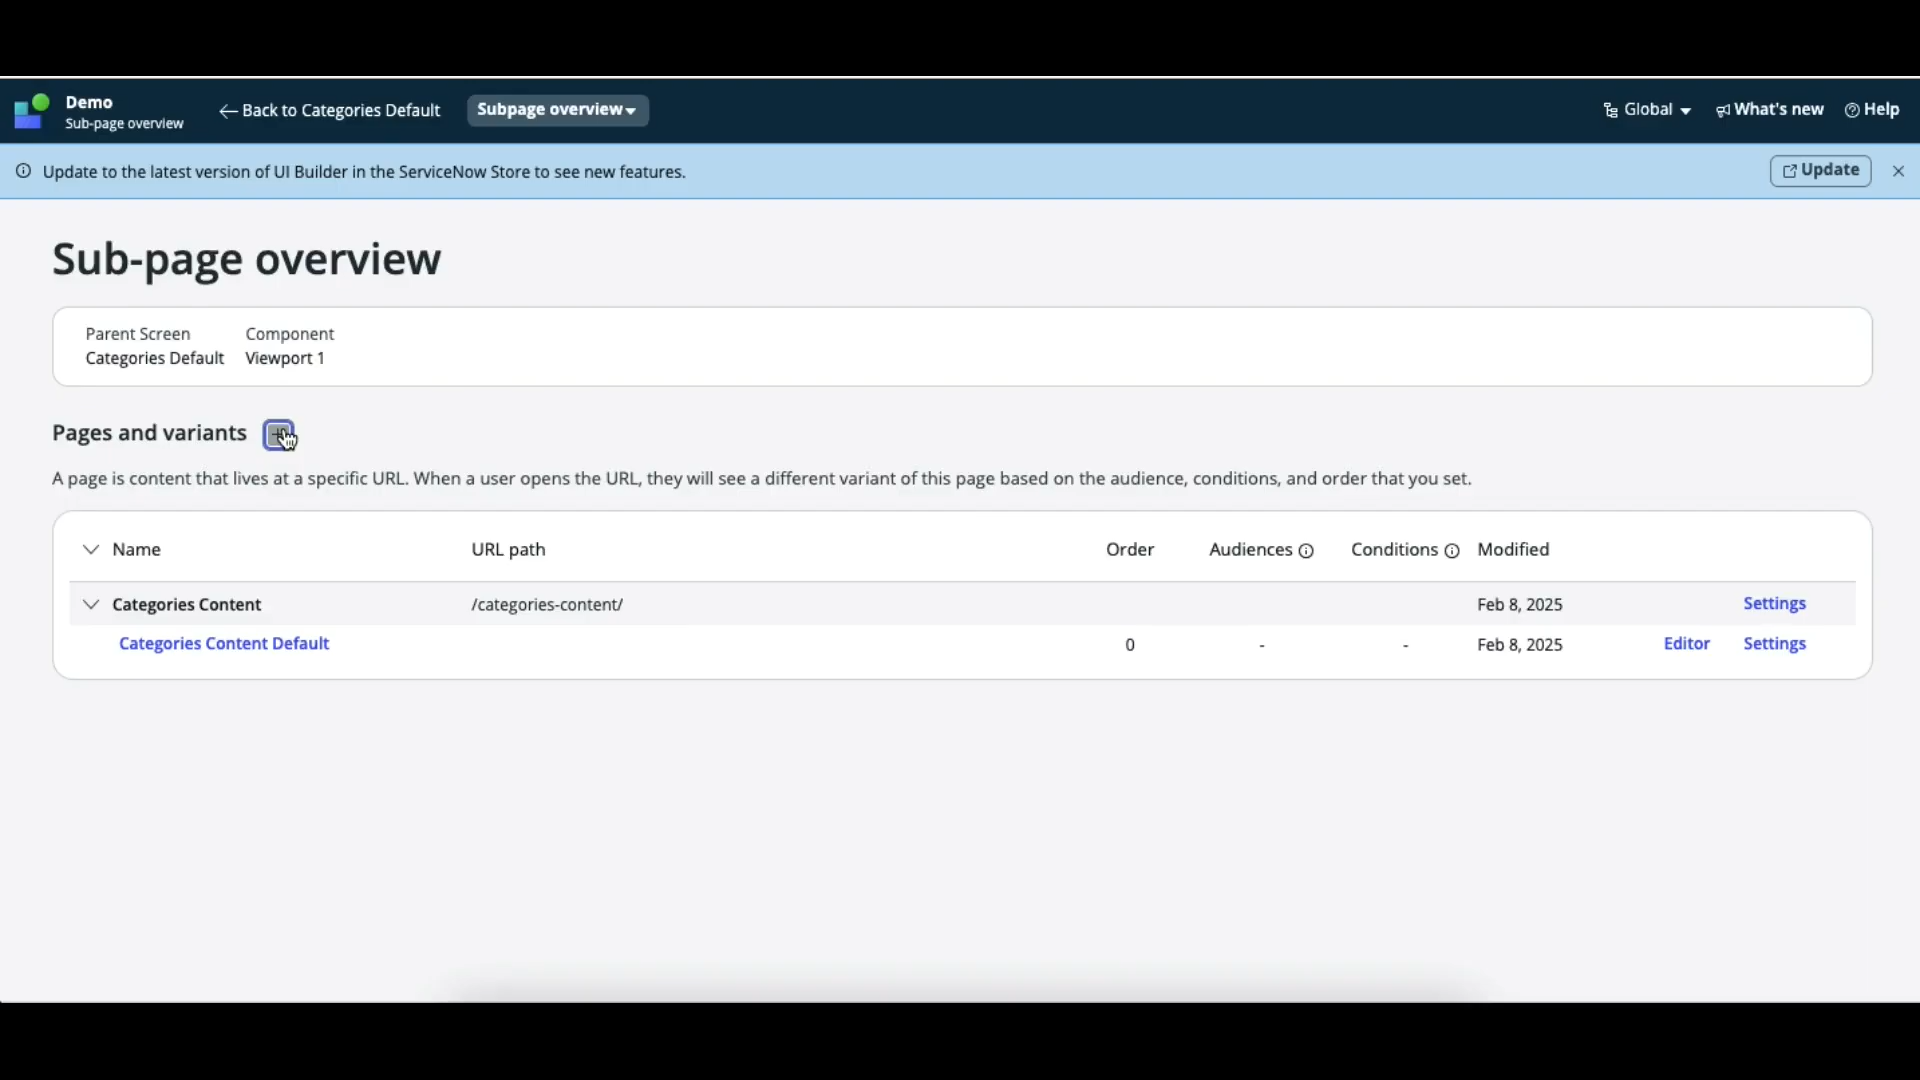 Demo
Sub-page overview
Back to Categories Default
Subpage overview
Global
What's new
Help
Update to the latest version of UI Builder in the ServiceNow Store to see new features.
Update
Sub-page overview
Parent Screen
Component
Categories Default
Viewport 1
Pages and variants
A page is content that lives at a specific URL. When a user opens the URL, they will see a different variant of this page based on the audience, conditions, and order that you set.
Name URL path Order Audiences Conditions Modified
Categories Content /categories-content/ Feb 8, 2025 Settings
Categories Content Default 0 - - Feb 8, 2025 Editor Settings